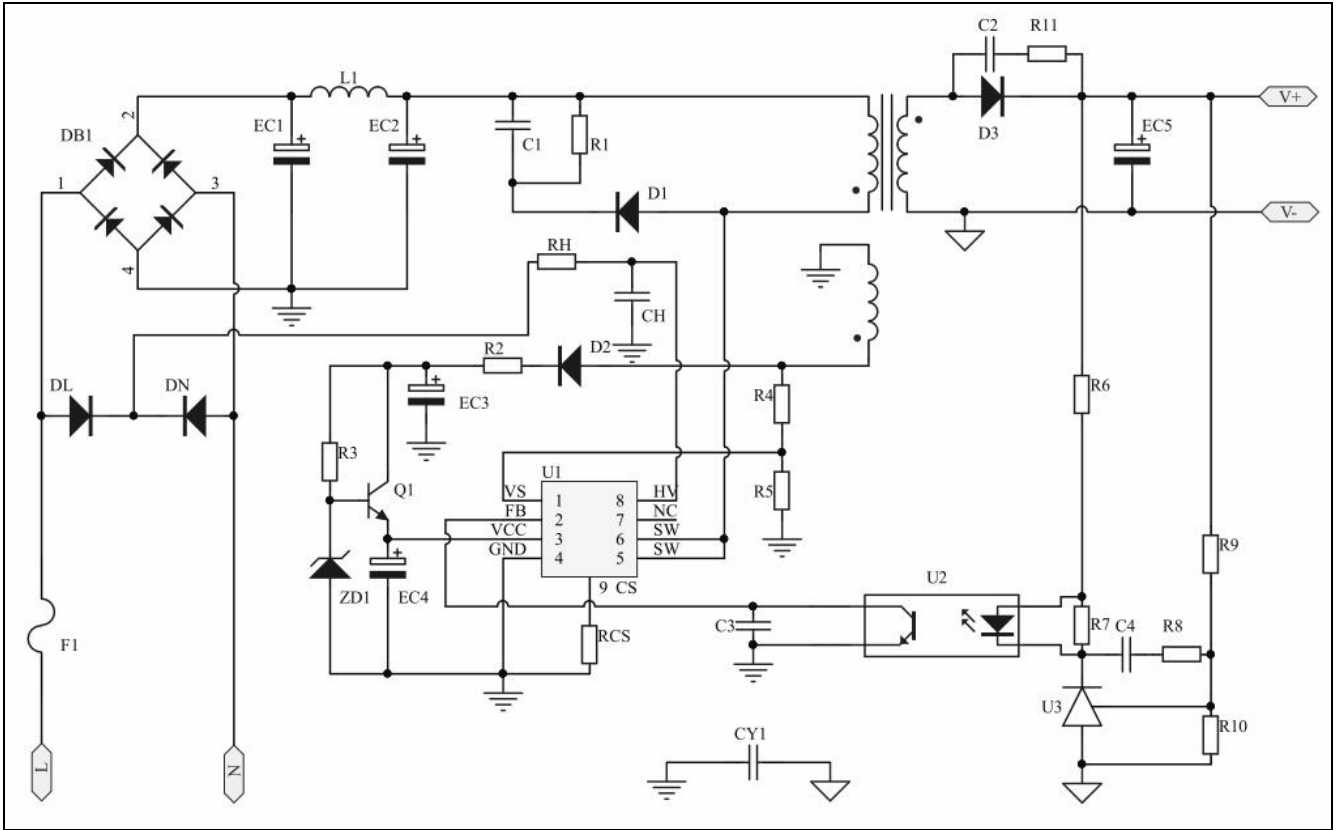 C2
R11
L1
V+
DB1
2
EC1
+
EC2
+
C1
R1
D3
EC5
+
1
3
D1
V-
4
RH
CH
R2
D2
DL
DN
EC3
+
R4
R6
R3
U1
Q1
VS
1
8
HV
R5
FB
2
7
NC
VCC
3
6
SW
GND
4
5
SW
R9
ZD1
+
EC4
9 CS
U2
F1
RCS
C3
R7
C4
R8
U3
R10
CY1
L
N